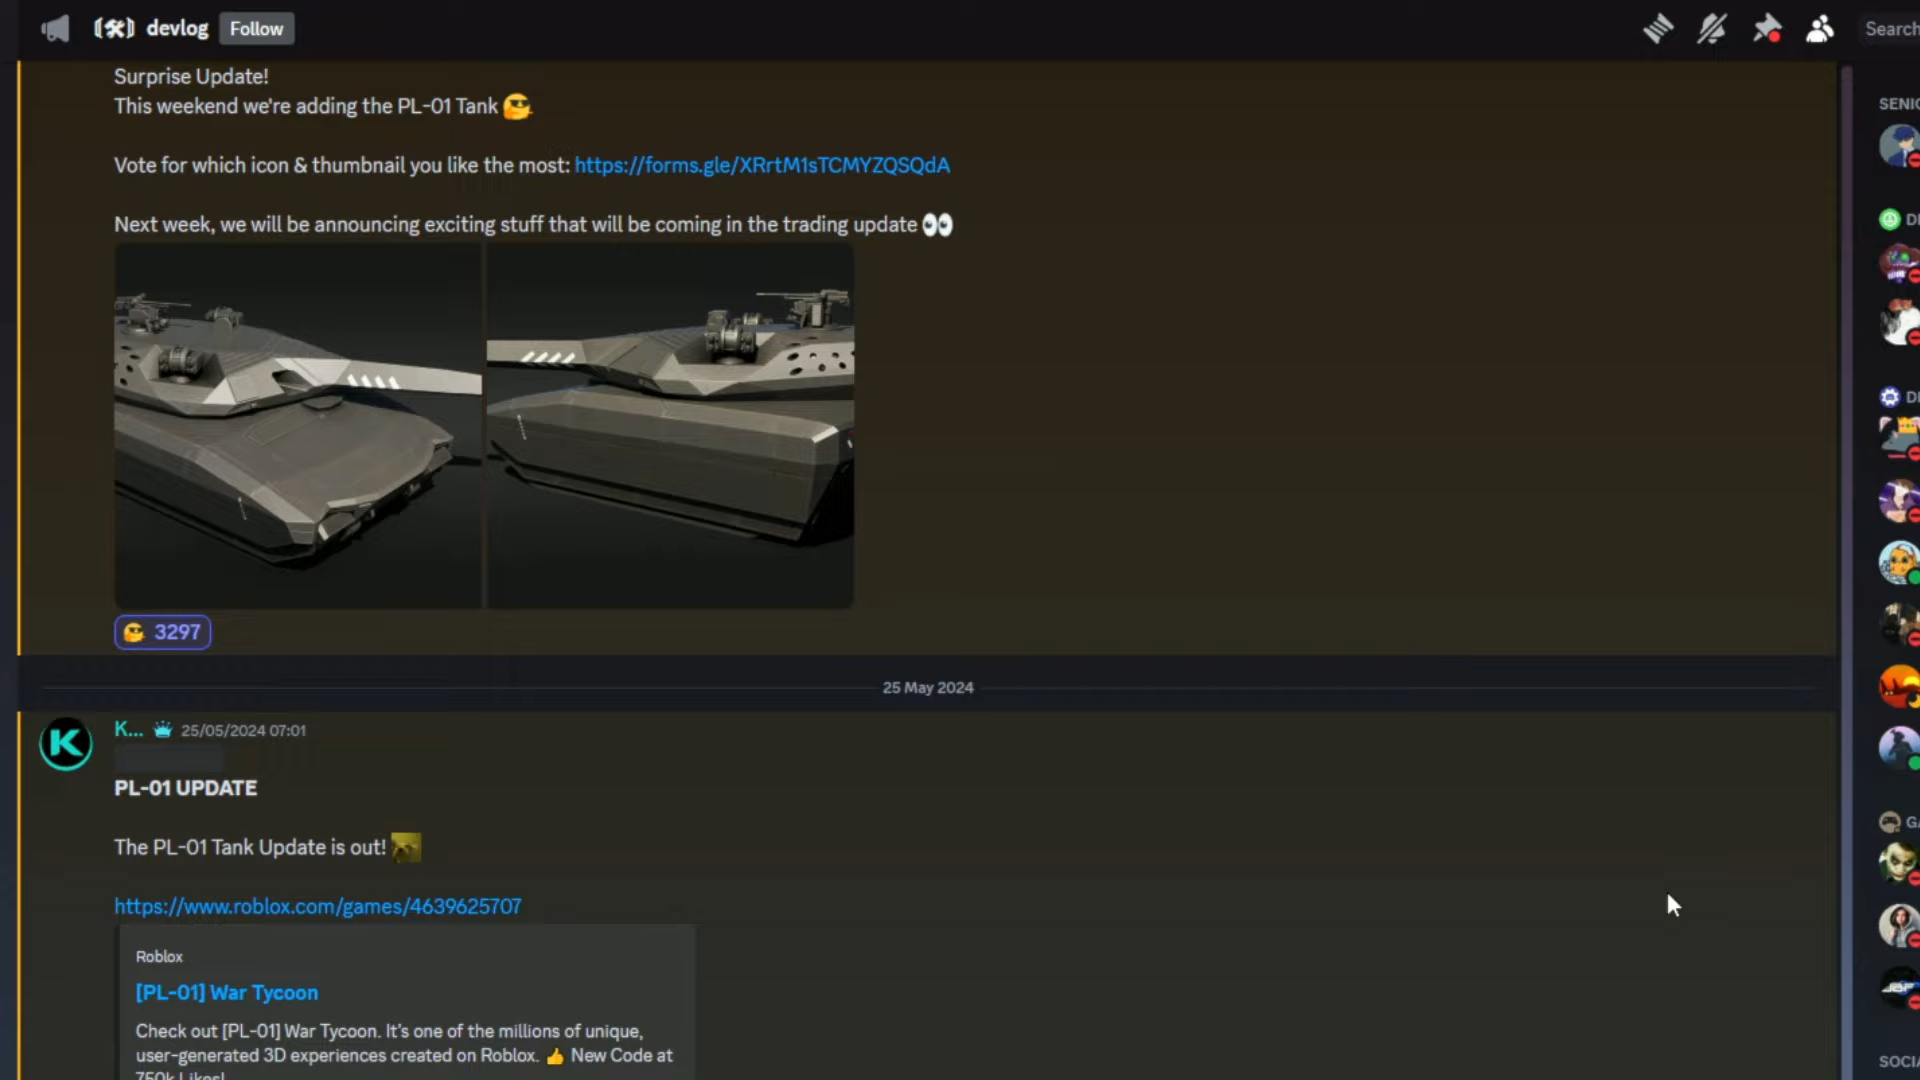 devlog Follow
Search
Surprise Update!
This weekend we're adding the PL-01 Tank
Vote for which icon & thumbnail you like the most: https://forms.gle/XRrtM1sTCMYZQSQdA
Next week, we will be announcing exciting stuff that will be coming in the trading update
3297
25 May 2024
K... 25/05/2024 07:01
PL-01 UPDATE
The PL-01 Tank Update is out!
https://www.roblox.com/games/4639625707
Roblox
[PL-01] War Tycoon
Check out [PL-01] War Tycoon. It's one of the millions of unique,
user-generated 3D experiences created on Roblox. 👍 New Code at
750k Likes!